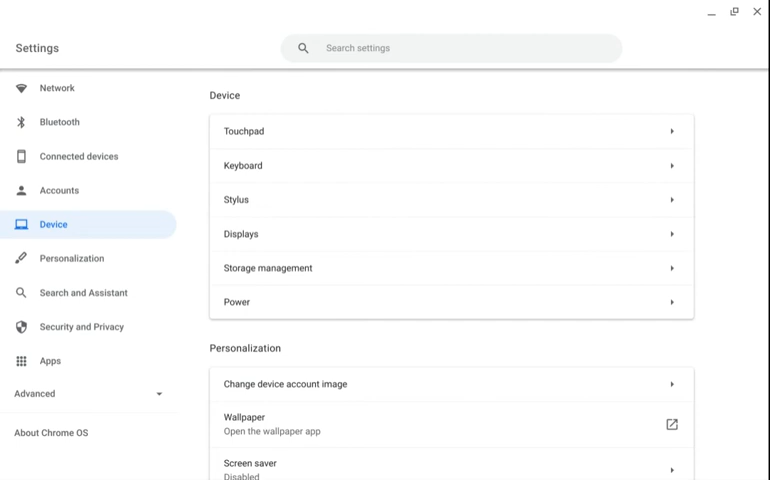 Settings
Search settings
Network
Bluetooth
Connected devices
Accounts
Device
Personalization
Search and Assistant
Security and Privacy
Apps
Advanced
About Chrome OS
Device
Touchpad
Keyboard
Stylus
Displays
Storage management
Power
Personalization
Change device account image
Wallpaper
Open the wallpaper app
Screen saver
Disabled